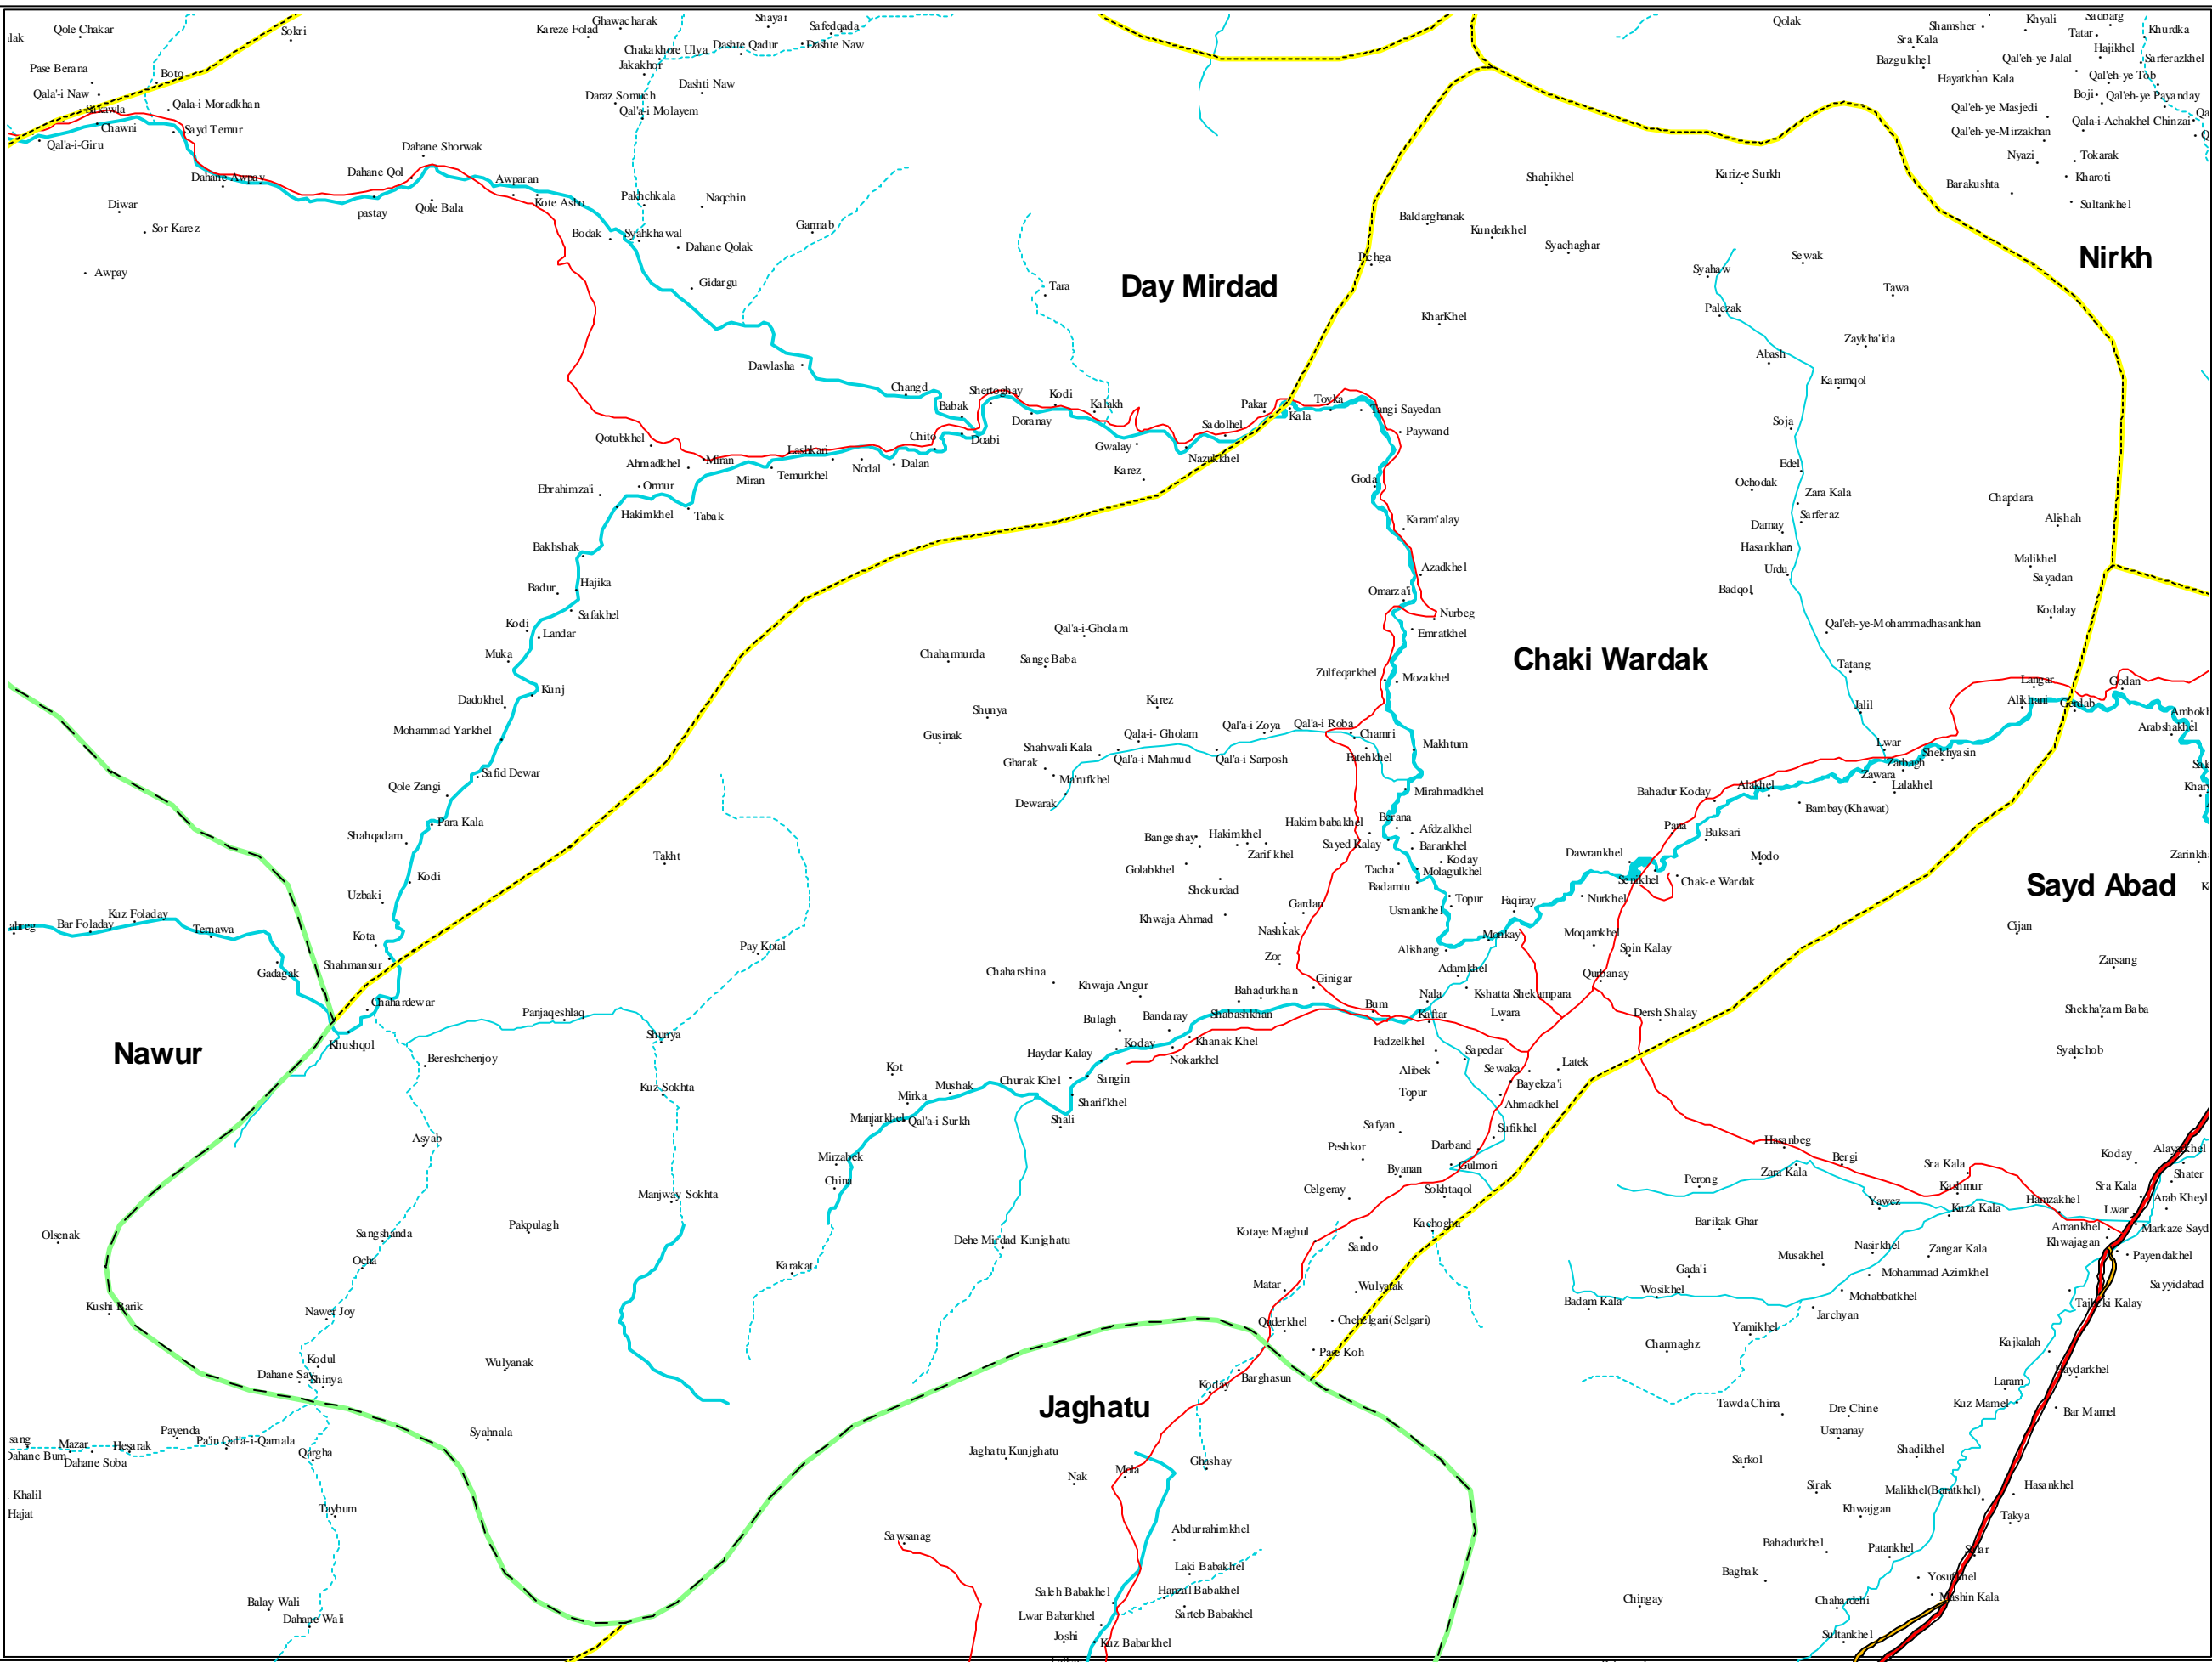 Qole Chakar
Sokri
Kareze Folad
Ghawacharak
Shayar
Safedqada
Qolak
Shamsher
Khyali
Khurdka
Tatar
Chakakhore Ulya
Dashte Qadur
Dashte Naw
Sra Kala
Hajikhel
Jakakhor
Bazgulkhel
Qal'eh-ye Jalal
Sarferazkhel
Pase Berana
Boto
Hayatkhan Kala
Qal'eh-ye Tob
Qala'-i Naw
Dashti Naw
Daraz Somuch
Boji
Qal'eh-ye Payanday
Qala-i Moradkhan
Qal'a-i Molayem
Qal'eh-ye Masjedi
Chawni
Sayd Temur
Qala-i-Achakhel Chinzai
Qal'a-i-Giru
Qal'eh-ye-Mirzakhan
Dahane Shorwak
Nyazi
Tokarak
Dahane Awpay
Dahane Qol
Awparan
Shahikhel
Kariz-e Surkh
Kharoti
Barakushta
Diwar
pastay
Qole Bala
Kote Asho
Pakhchkala
Naqchin
Sultankhel
Sor Karez
Bodak
Syahkhawal
Garmab
Baldarghanak
Kunderkhel
Dahane Qolak
Syachaghar
Nirkh
Awpay
Pichga
Sewak
Syahaw
Gidargu
Tara
Day Mirdad
Tawa
Palezak
KharKhel
Zaykha'ida
Abash
Dawlasha
Karamqol
Changd
Shertoghay
Kodi
Babak
Kalakh
Pakar
Toyka
Tangi Sayedan
Doranay
Kala
Sadolhel
Soja
Qotubkhel
Chito
Doabi
Gwalay
Paywand
Lashkari
Ahmadkhel
Miran
Nodal
Dalan
Nazukkhel
Edel
Miran
Temurkhel
Karez
Goda
Ochodak
Ebrahimza'i
Ormur
Zara Kala
Chapdara
Hakimkhel
Tabak
Karam'alay
Damay
Sarferaz
Alishah
Bakhshak
Hasankhan
Malikhel
Azadkhel
Urdu
Sayadan
Badur
Hajika
Omarza'i
Badqol
Safakhel
Nurbeg
Kodalay
Kodi
Landar
Qal'a-i-Gholam
Emratkhel
Qal'eh-ye-Mohammadhasankhan
Muka
Chaharmurda
Sange Baba
Chaki Wardak
Zulfeqarkhel
Mozakhel
Tatang
Kunj
Langar
Godan
Dadokhel
Karez
Alikhani
Gerdab
Shunya
Jalil
Mohammad Yarkhel
Gusinak
Qala-i- Gholam
Qal'a-i Zoya
Qal'a-i Roba
Chamri
Arabshakhel
Shahwali Kala
Makhtum
Lwar
Shekhyasin
Gharak
Qal'a-i Mahmud
Qal'a-i Sarposh
Fatehkhel
Zarbagh
Safid Dewar
Ma'rufkhel
Zawara
Qole Zangi
Dewarak
Mirahmadkhel
Bahadur Koday
Alakhel
Lalakhel
Bambay(Khawat)
Para Kala
Berana
Shahqadam
Bangeshay
Hakimkhel
Hakim babakhel
Afdzalkhel
Pana
Buksari
Sayed Kalay
Barankhel
Takht
Golabkhel
Zarif khel
Tacha
Koday
Molagulkhel
Dawrankhel
Modo
Kodi
Shokurdad
Badamtu
Senikhel
Chak-e Wardak
Sayd Abad
Uzbaki
Topur
Nurkhel
Kuz Foladay
Gardan
Usmankhel
Faqiray
Bar Foladay
Khwaja Ahmad
Nashkak
Cijan
Temawa
Kota
Pay Kotal
Alishang
Monkay
Moqamkhel
Spin Kalay
Gadagak
Shahmansur
Zor
Zarsang
Chaharshina
Adamkhel
Qurbanay
Khwaja Angur
Ginigar
Bahadurkhan
Chahardewar
Nala
Kshatta Shekampara
Bum
Panjaqeshlaq
Shabashkhan
Kaftar
Lwara
Dersh Shalay
Shekha'zam Baba
Bulagh
Bandaray
Shunya
Khushqol
Nawur
Koday
Khanak Khel
Fadzelkhel
Sapedar
Syahchob
Bereshchenjoy
Haydar Kalay
Nokarkhel
Latek
Kot
Alibek
Sewaka
Churak Khel
Sangin
Bayekza'i
Kuz Sokhta
Mushak
Topur
Mirka
Sharifkhel
Ahmadkhel
Manjarkhel
Qal'a-i Surkh
Shali
Safyan
Sufikhel
Asyab
Peshkor
Darband
Hasanbeg
Koday
Alayarkhel
Mirzabek
Byanan
Gulmori
Bergi
Zara Kala
Sra Kala
Shater
China
Perong
Manjway Sokhta
Celgeray
Sokhtaqol
Kashmur
Sra Kala
Arab Kheyl
Yawez
Hamzakhel
Pakpulagh
Kuza Kala
Lwar
Olsenak
Sangshanda
Kotaye Maghul
Kachogha
Barikak Ghar
Amankhel
Markaze Sayd
Dehe Mirdad Kunjghatu
Sando
Nasirkhel
Khwajagan
Ocha
Karakat
Musakhel
Zangar Kala
Payendakhel
Gada'i
Mohammad Azimkhel
Matar
Wulyatak
Sayyidabad
Wosikhel
Mohabbatkhel
Kushi Barik
Nawer Joy
Badam Kala
Jarchyan
Qaderkhel
Chehelgari(Selgari)
Yamikhel
Charmaghz
Kajkalah
Kodul
Wulyanak
Pase Koh
Haydarkhel
Dahane Say
Shinya
Barghasun
Koday
Laram
Jaghatu
Tawda China
Dre Chine
Kuz Mamel
Bar Mamel
Payenda
Syahnala
Usmanay
Mazar
Hesarak
Pa'in Qal'a-i-Qamala
Jaghatu Kunjghatu
Shadikhel
Dahane Bum
Dahane Soba
Qargha
Ghashay
Sarkol
Nak
Mola
Sirak
Malikhel(Baratkhel)
Hasankhel
i Khalil
Hajat
Taybum
Khwajgan
Takya
Sawsanag
Abdurrahimkhel
Bahadurkhel
Patankhel
Laki Babakhel
Baghak
Yosufkhel
Saleh Babakhel
Balay Wali
Chingay
Chahardehi
Mashin Kala
Dahane Wali
Lwar Babarkhel
Sarteb Babakhel
Joshi
Kuz Babarkhel
Sultankhel